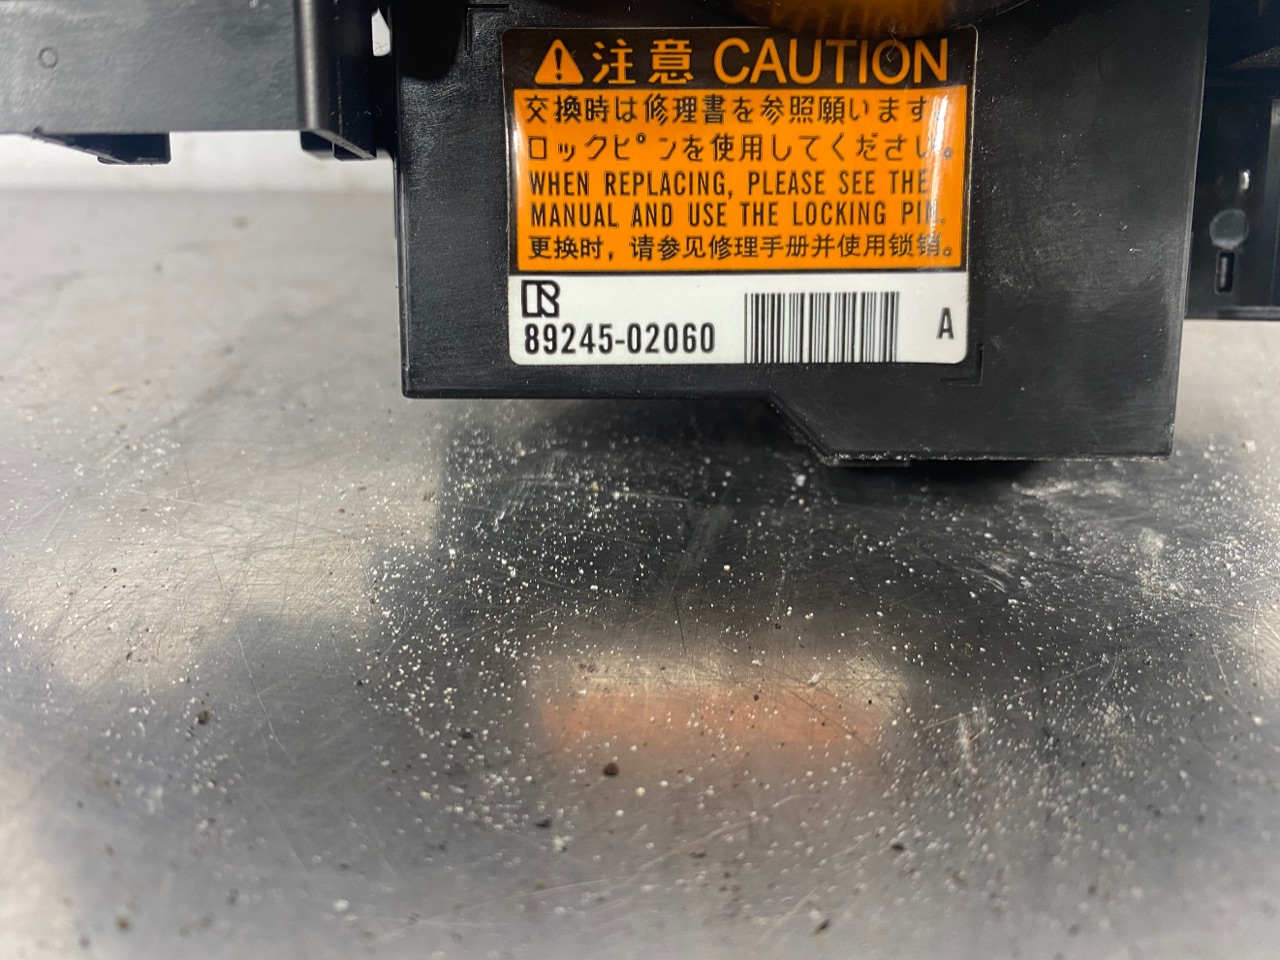 注意 CAUTION
交換時は修理書を参照願います
ロックピンを使用してください。
WHEN REPLACING, PLEASE SEE THE
MANUAL AND USE THE LOCKING PIN.
更换时，请参见修理手册并使用锁销。
89245-02060
A